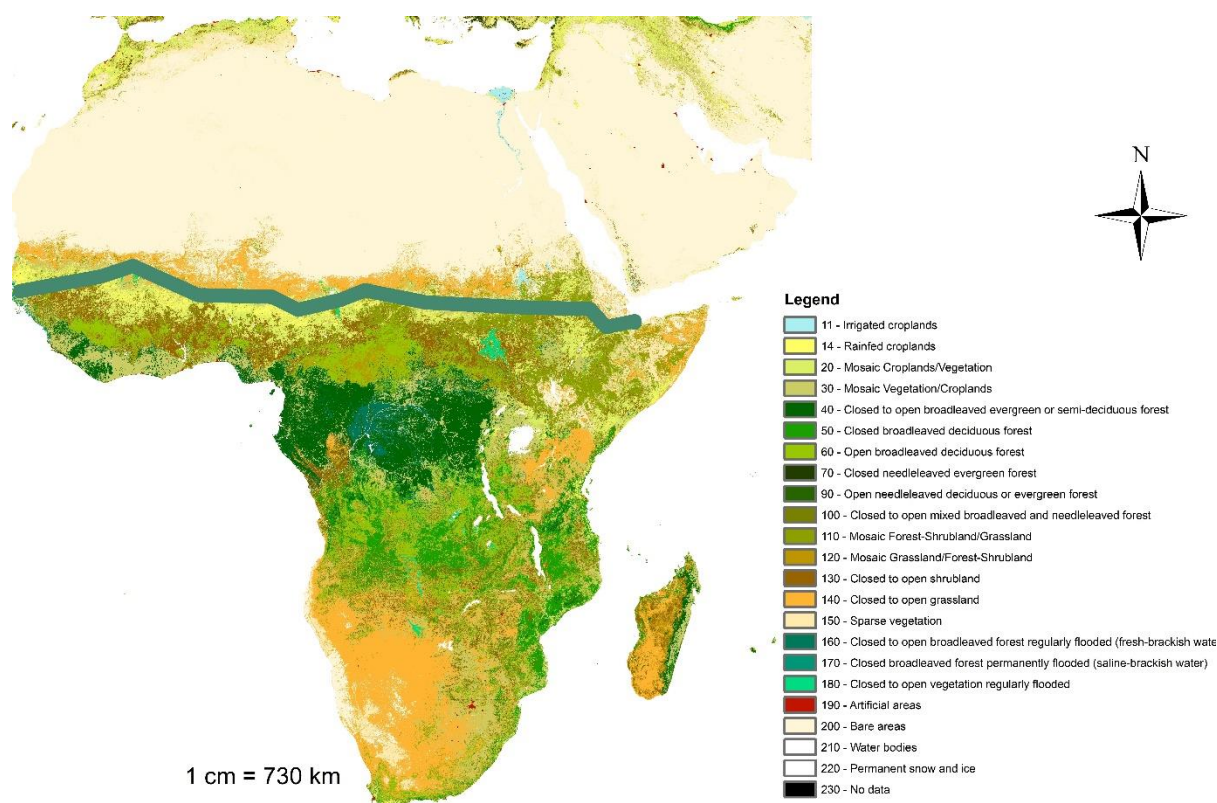 N
Legend
11 - Irrigated croplands
14 - Rainfed croplands
20 - Mosaic Croplands/Vegetation
30 - Mosaic Vegetation/Croplands
40 - Closed to open broadleaved evergreen or semi-deciduous forest
50 - Closed broadleaved deciduous forest
60 - Open broadleaved deciduous forest
70 - Closed needleleaved evergreen forest
90 - Open needleleaved deciduous or evergreen forest
100 - Closed to open mixed broadleaved and needleleaved forest
110 - Mosaic Forest-Shrubland/Grassland
120 - Mosaic Grassland/Forest-Shrubland
130 - Closed to open shrubland
140 - Closed to open grassland
150 - Sparse vegetation
160 - Closed to open broadleaved forest regularly flooded (fresh-brackish wate
170 - Closed broadleaved forest permanently flooded (saline-brackish water)
180 - Closed to open vegetation regularly flooded
190 - Artificial areas
200 - Bare areas
210 - Water bodies
220 - Permanent snow and ice
230 - No data
1 cm = 730 km